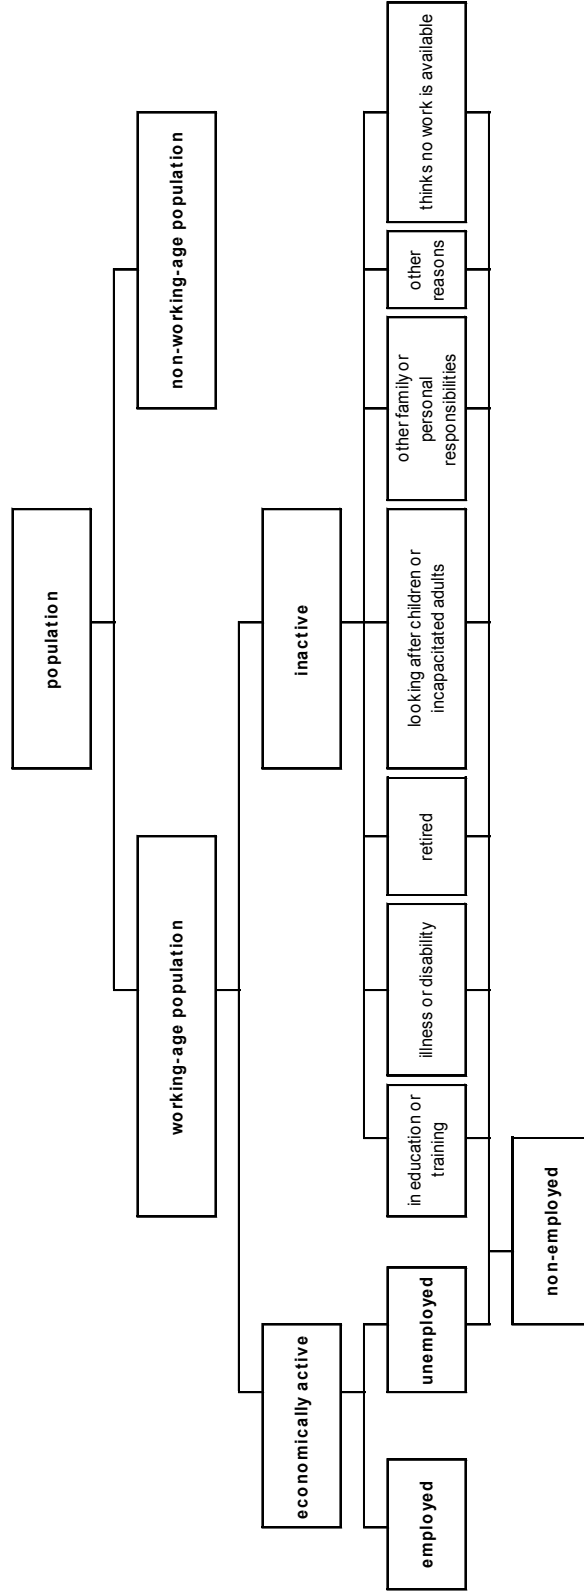 population
working-age population
non-working-age population
economically active
inactive
employed
unemployed
in education or
training
illness or disability
retired
looking after children or
incapacitated adults
other family or
personal
responsibilities
other
reasons
thinks no work is available
non-employed